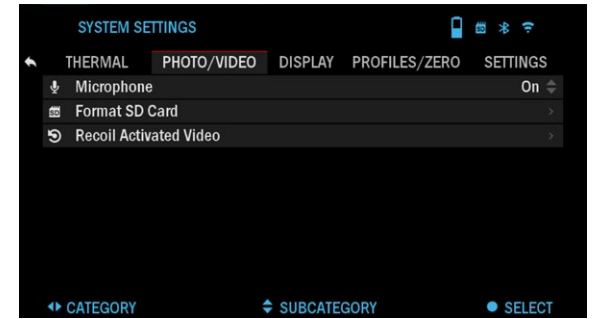 SYSTEM SETTINGS
THERMAL PHOTO/VIDEO DISPLAY PROFILES/ZERO SETTINGS
Microphone On
Format SD Card
Recoil Activated Video
CATEGORY SUBCATEGORY SELECT